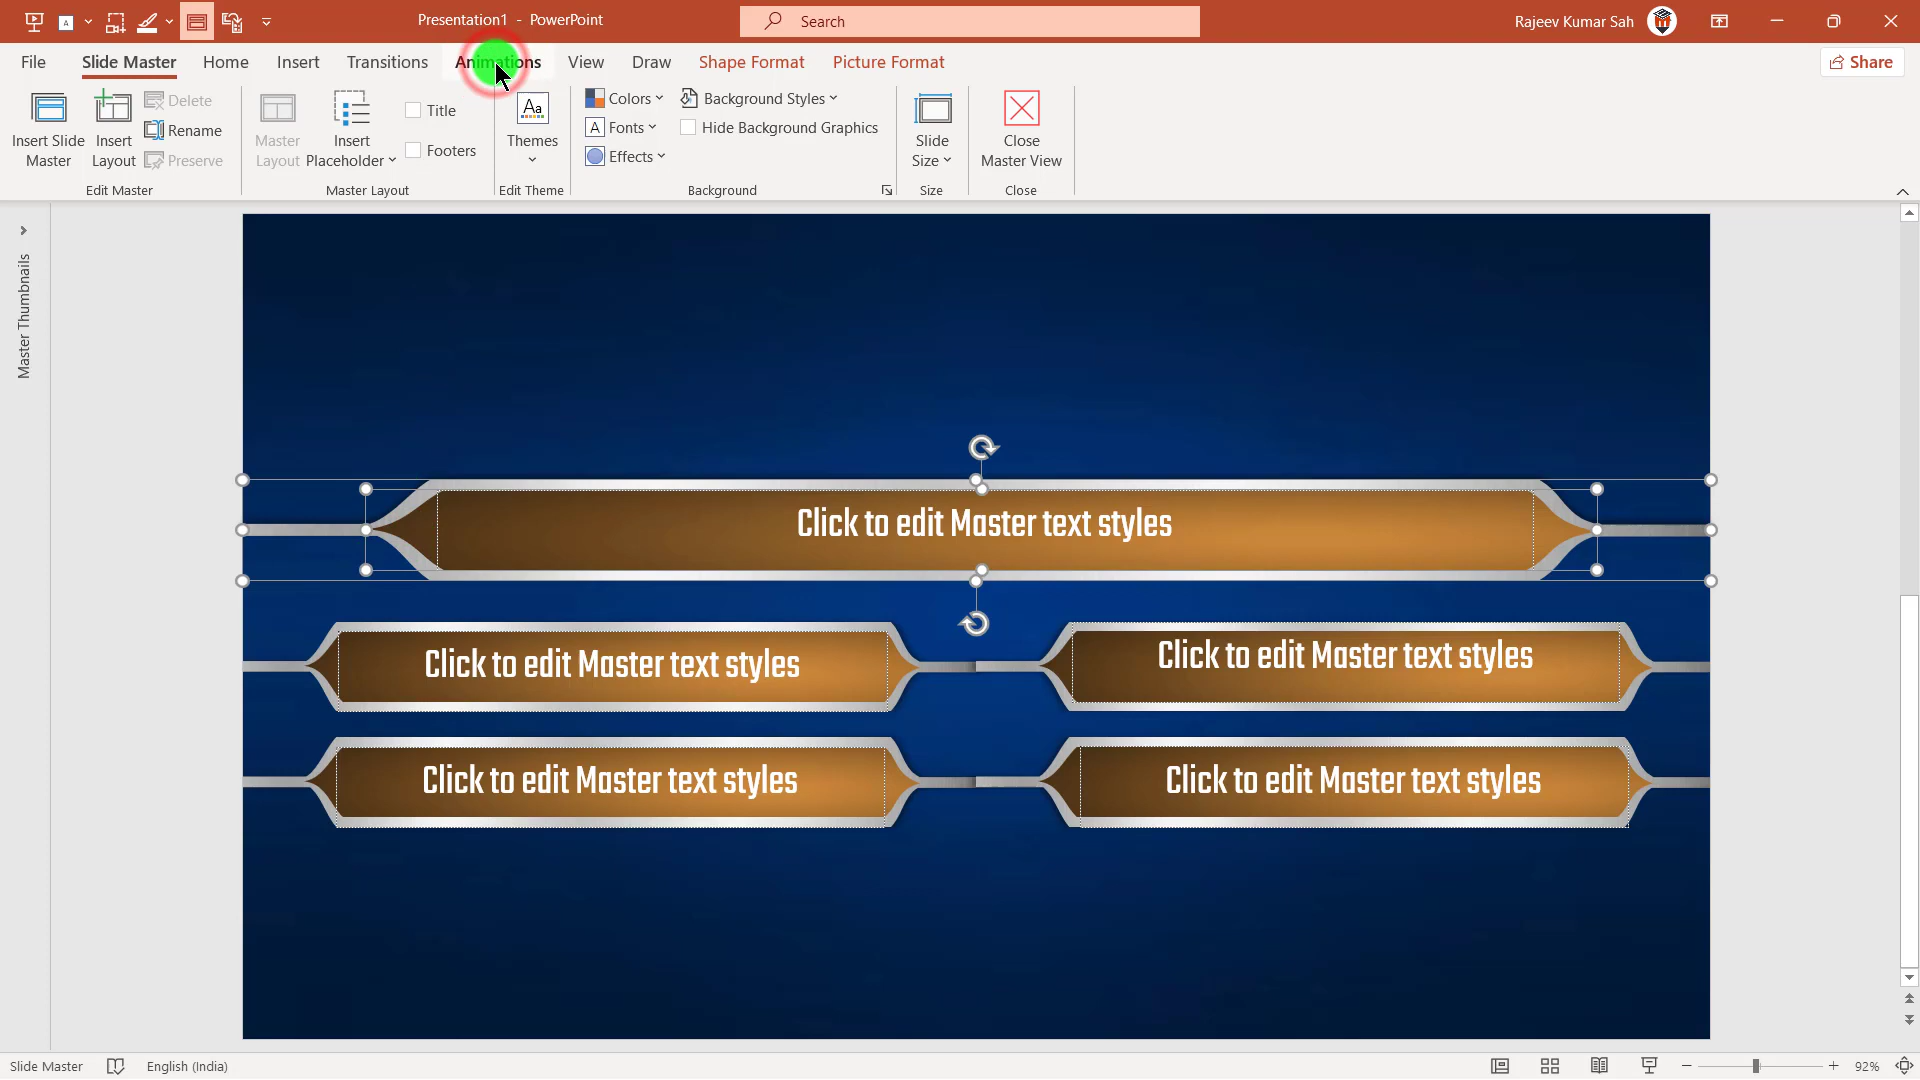 Presentation1 - PowerPoint
Search
Rajeev Kumar Sah
File
Slide Master
Home
Insert
Transitions
Animations
View
Draw
Shape Format
Picture Format
Share
Insert Slide
Master
Insert
Layout
Delete
Rename
Preserve
Edit Master
Master
Layout
Insert
Placeholder
Title
Footers
Master Layout
Aa
Themes
Edit Theme
Colors
A Fonts
Effects
Background Styles
Hide Background Graphics
Background
Slide
Size
Size
Close
Master View
Close
Master Thumbnails
Click to edit Master text styles
Click to edit Master text styles
Click to edit Master text styles
Click to edit Master text styles
Click to edit Master text styles
Slide Master
English (India)
92%